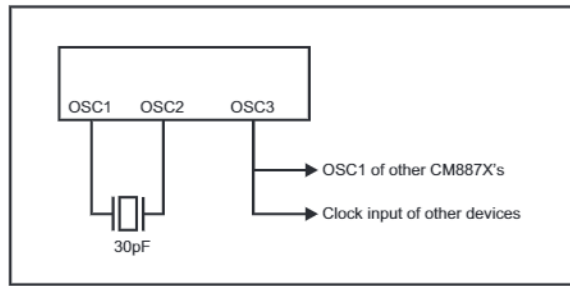 OSC1 OSC2 OSC3
OSC1 of other CM887X's
Clock input of other devices
30pF